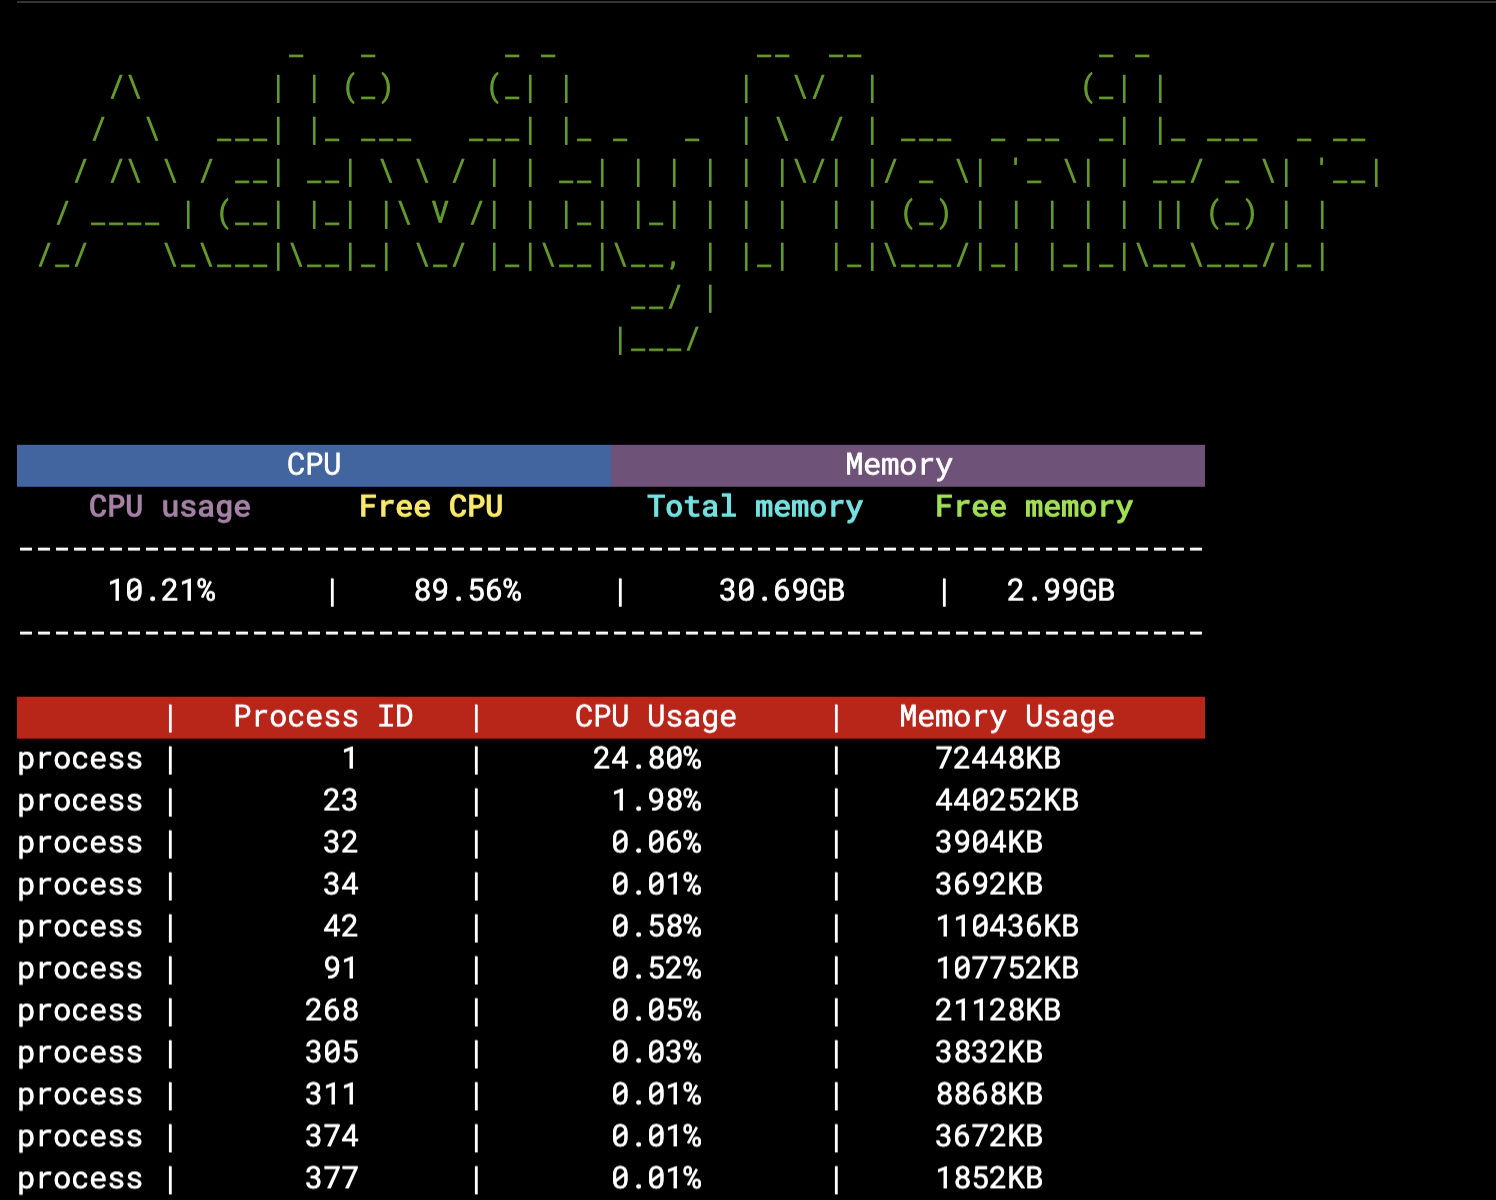 Activity Monitor
CPU Memory
CPU usage Free CPU Total memory Free memory
--------------------------------------------------------------------
10.21% | 89.56% | 30.69GB | 2.99GB
--------------------------------------------------------------------
| Process ID | CPU Usage | Memory Usage
process | 1 | 24.80% | 72448KB
process | 23 | 1.98% | 440252KB
process | 32 | 0.06% | 3904KB
process | 34 | 0.01% | 3692KB
process | 42 | 0.58% | 110436KB
process | 91 | 0.52% | 107752KB
process | 268 | 0.05% | 21128KB
process | 305 | 0.03% | 3832KB
process | 311 | 0.01% | 8868KB
process | 374 | 0.01% | 3672KB
process | 377 | 0.01% | 1852KB